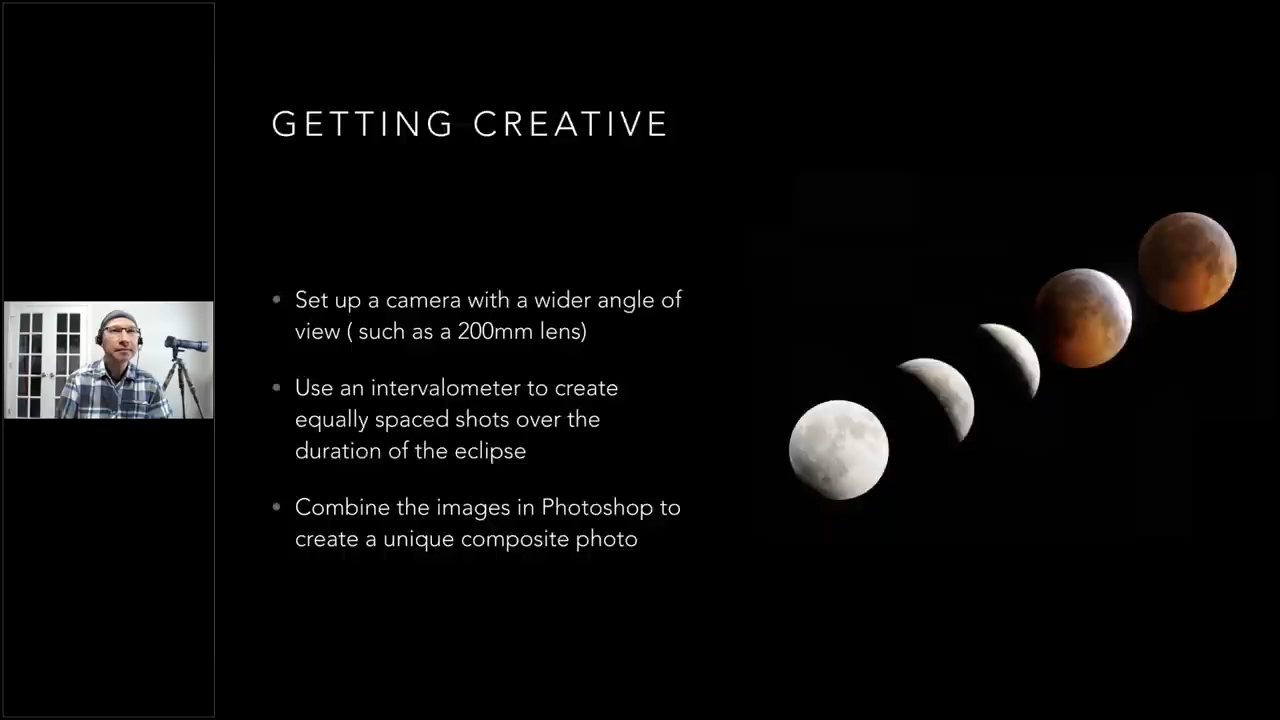 GETTING CREATIVE
• Set up a camera with a wider angle of
view ( such as a 200mm lens)
• Use an intervalometer to create
equally spaced shots over the
duration of the eclipse
• Combine the images in Photoshop to
create a unique composite photo